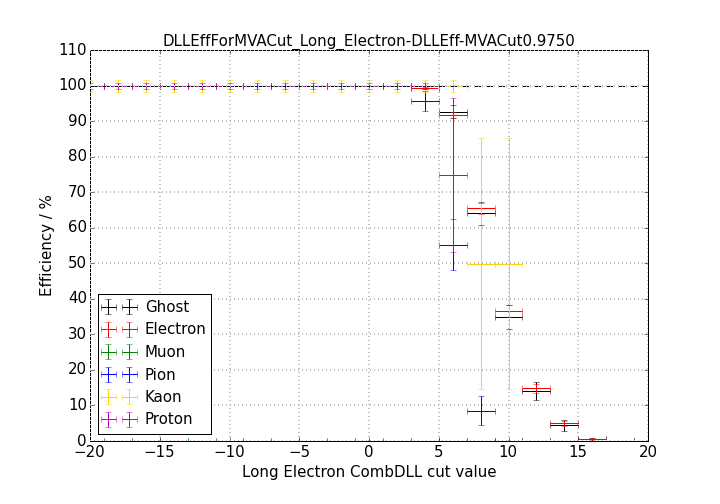 DLLEffForMVACut_Long_Electron-DLLEff-MVACut0.9750
110
100
90
80
70
60
50
40
30
20
10
0
Efficiency / %
Ghost
Electron
Muon
Pion
Kaon
Proton
−20 −15 −10 −5 0 5 10 15 20
Long Electron CombDLL cut value